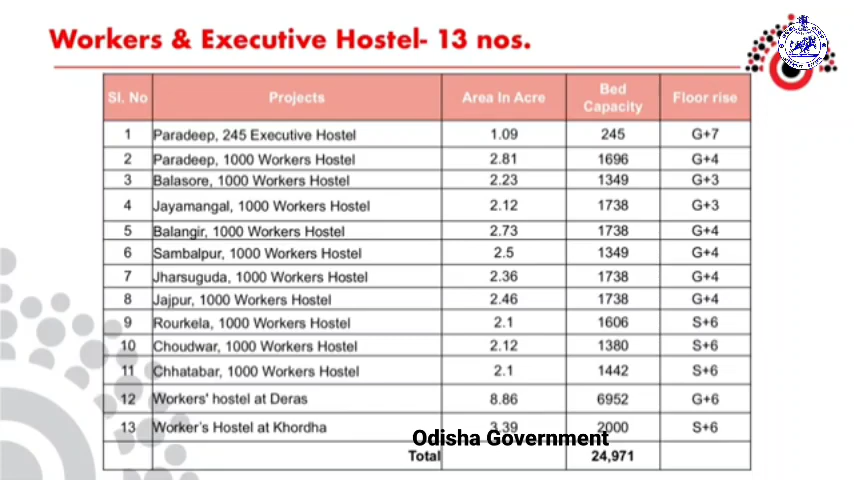 Workers & Executive Hostel- 13 nos.
Sl. No Projects Area In Acre Bed Capacity Floor rise
1 Paradeep, 245 Executive Hostel 1.09 245 G+7
2 Paradeep, 1000 Workers Hostel 2.81 1696 G+4
3 Balasore, 1000 Workers Hostel 2.23 1349 G+3
4 Jayamangal, 1000 Workers Hostel 2.12 1738 G+3
5 Balangir, 1000 Workers Hostel 2.73 1738 G+4
6 Sambalpur, 1000 Workers Hostel 2.5 1349 G+4
7 Jharsuguda, 1000 Workers Hostel 2.36 1738 G+4
8 Jajpur, 1000 Workers Hostel 2.46 1738 G+4
9 Rourkela, 1000 Workers Hostel 2.1 1606 S+6
10 Choudwar, 1000 Workers Hostel 2.12 1380 S+6
11 Chhatabar, 1000 Workers Hostel 2.1 1442 S+6
12 Workers' hostel at Deras 8.86 6952 G+6
13 Worker's Hostel at Khordha 3.39 2000 S+6
Odisha Government
Total 24,971